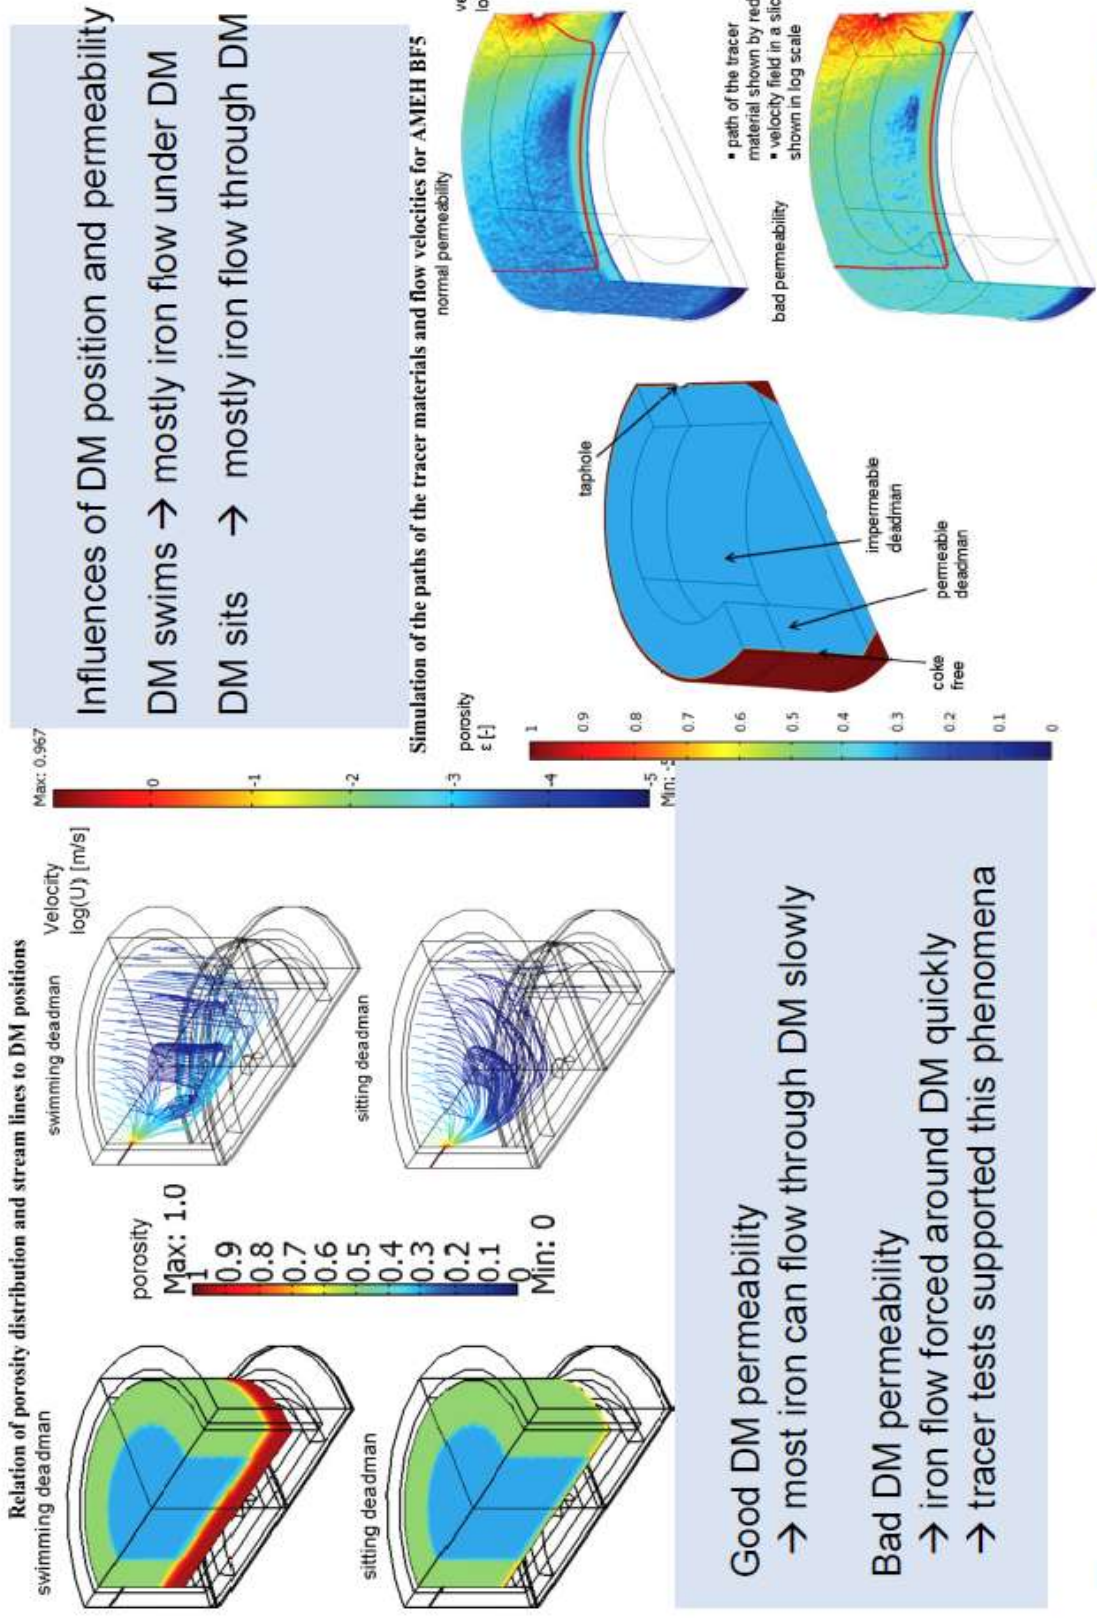 Relation of porosity distribution and stream lines to DM positions
swimming deadman
porosity
Max: 1.0
1
0.9
0.8
0.7
0.6
0.5
0.4
0.3
0.2
0.1
0
Min: 0
swimming deadman
Velocity
log(U) [m/s]
Max: 0.967
0
-1
-2
-3
-4
-5
Min: -5
sitting deadman
sitting deadman
Influences of DM position and permeability
DM swims → mostly iron flow under DM
DM sits → mostly iron flow through DM
Good DM permeability
→ most iron can flow through DM slowly
Bad DM permeability
→ iron flow forced around DM quickly
→ tracer tests supported this phenomena
Simulation of the paths of the tracer materials and flow velocities for AMEH BF5
porosity
ε [-]
1
0.9
0.8
0.7
0.6
0.5
0.4
0.3
0.2
0.1
0
taphole
coke
free
permeable
deadman
impermeable
deadman
normal permeability
bad permeability
▪ path of the tracer
material shown by red
▪ velocity field in a slic
shown in log scale